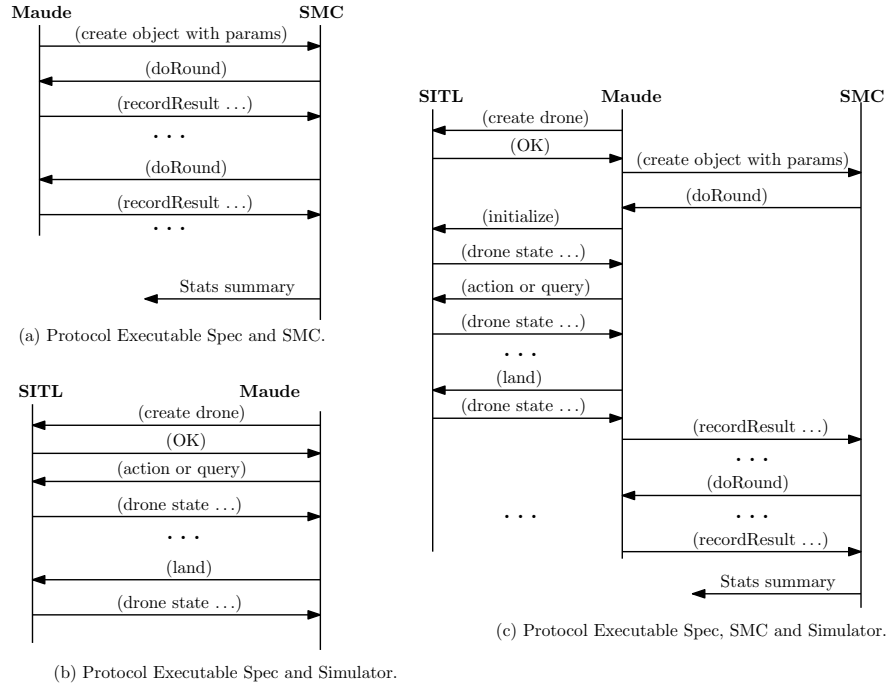 Maude SMC
(create object with params)
(doRound)
(recordResult ...)
...
(doRound)
(recordResult ...)
...
Stats summary
(a) Protocol Executable Spec and SMC.
SITL Maude
(create drone)
(OK)
(action or query)
(drone state ...)
...
(land)
(drone state ...)
(b) Protocol Executable Spec and Simulator.
SITL Maude SMC
(create drone)
(OK)
(create object with params)
(doRound)
(initialize)
(drone state ...)
(action or query)
(drone state ...)
...
(land)
(drone state ...)
(recordResult ...)
...
(doRound)
... ...
(recordResult ...)
Stats summary
(c) Protocol Executable Spec, SMC and Simulator.